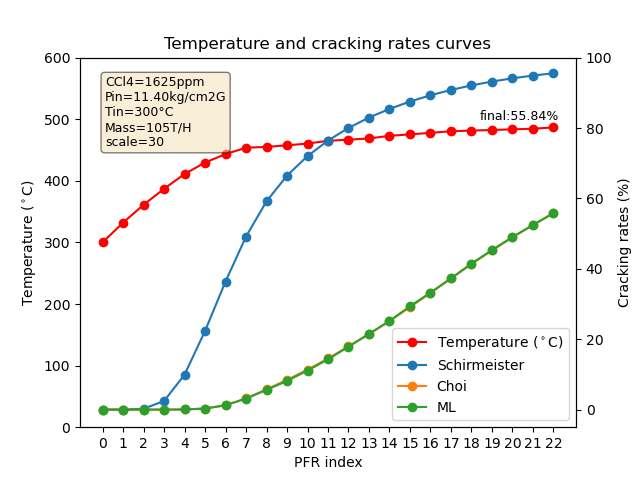 Temperature and cracking rates curves
CCl4=1625ppm
Pin=11.40kg/cm2G
Tin=300°C
Mass=105T/H
scale=30
final:55.84%
600
500
400
300
200
100
0
Temperature (°C)
100
80
60
40
20
0
Cracking rates (%)
Temperature (°C)
Schirmeister
Choi
ML
0 1 2 3 4 5 6 7 8 9 10 11 12 13 14 15 16 17 18 19 20 21 22
PFR index